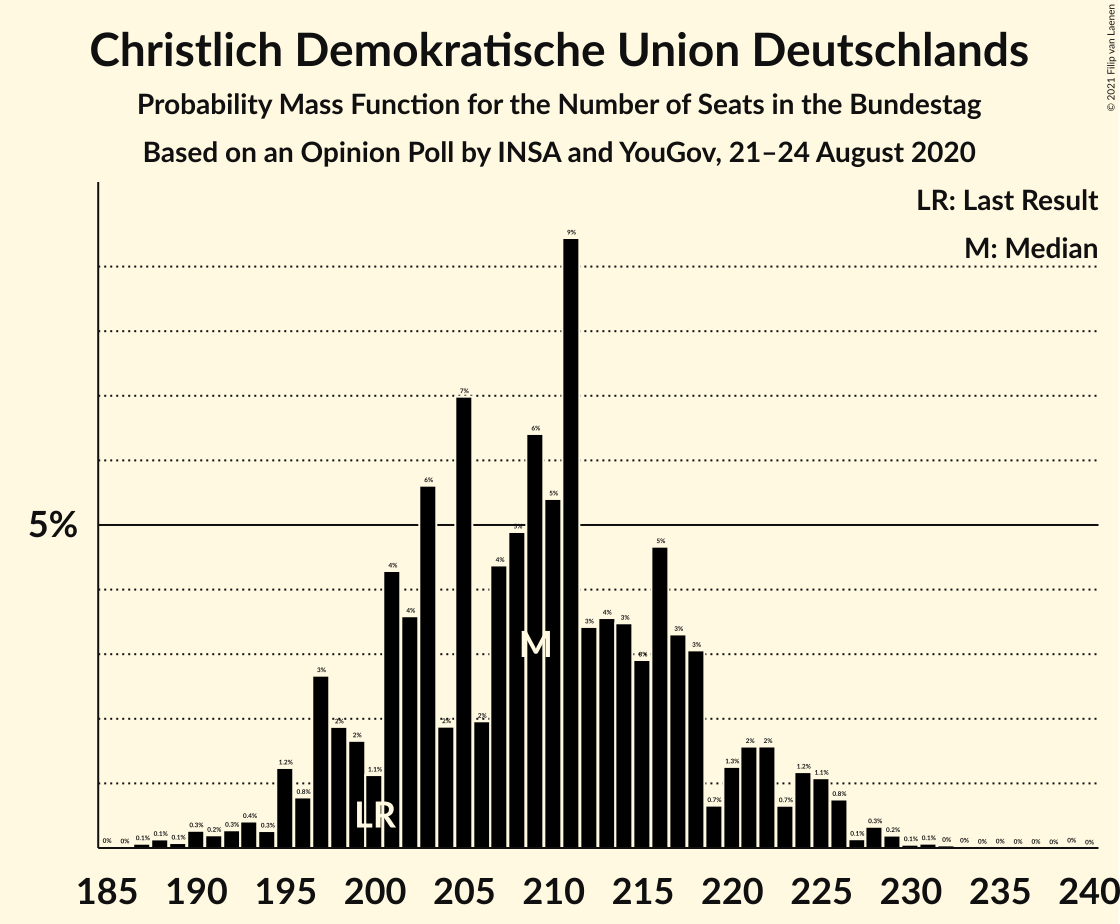 Christlich Demokratische Union Deutschlands
Probability Mass Function for the Number of Seats in the Bundestag
Based on an Opinion Poll by INSA and YouGov, 21–24 August 2020
© 2021 Filip van Laenen
LR: Last Result
M: Median
5%
0% 0% 0.1% 0.1% 0.1% 0.3% 0.2% 0.3% 0.4% 0.3% 1.2% 0.8% 3% 2% 2% 1.1% 4% 4% 6% 2% 7% 2% 4% 5% 6% 5% 9% 3% 4% 3% 3% 5% 3% 3% 0.7% 1.3% 2% 2% 0.7% 1.2% 1.1% 0.8% 0.1% 0.3% 0.2% 0.1% 0.1% 0% 0% 0% 0% 0% 0% 0% 0% 0%
M
LR
185 190 195 200 205 210 215 220 225 230 235 240